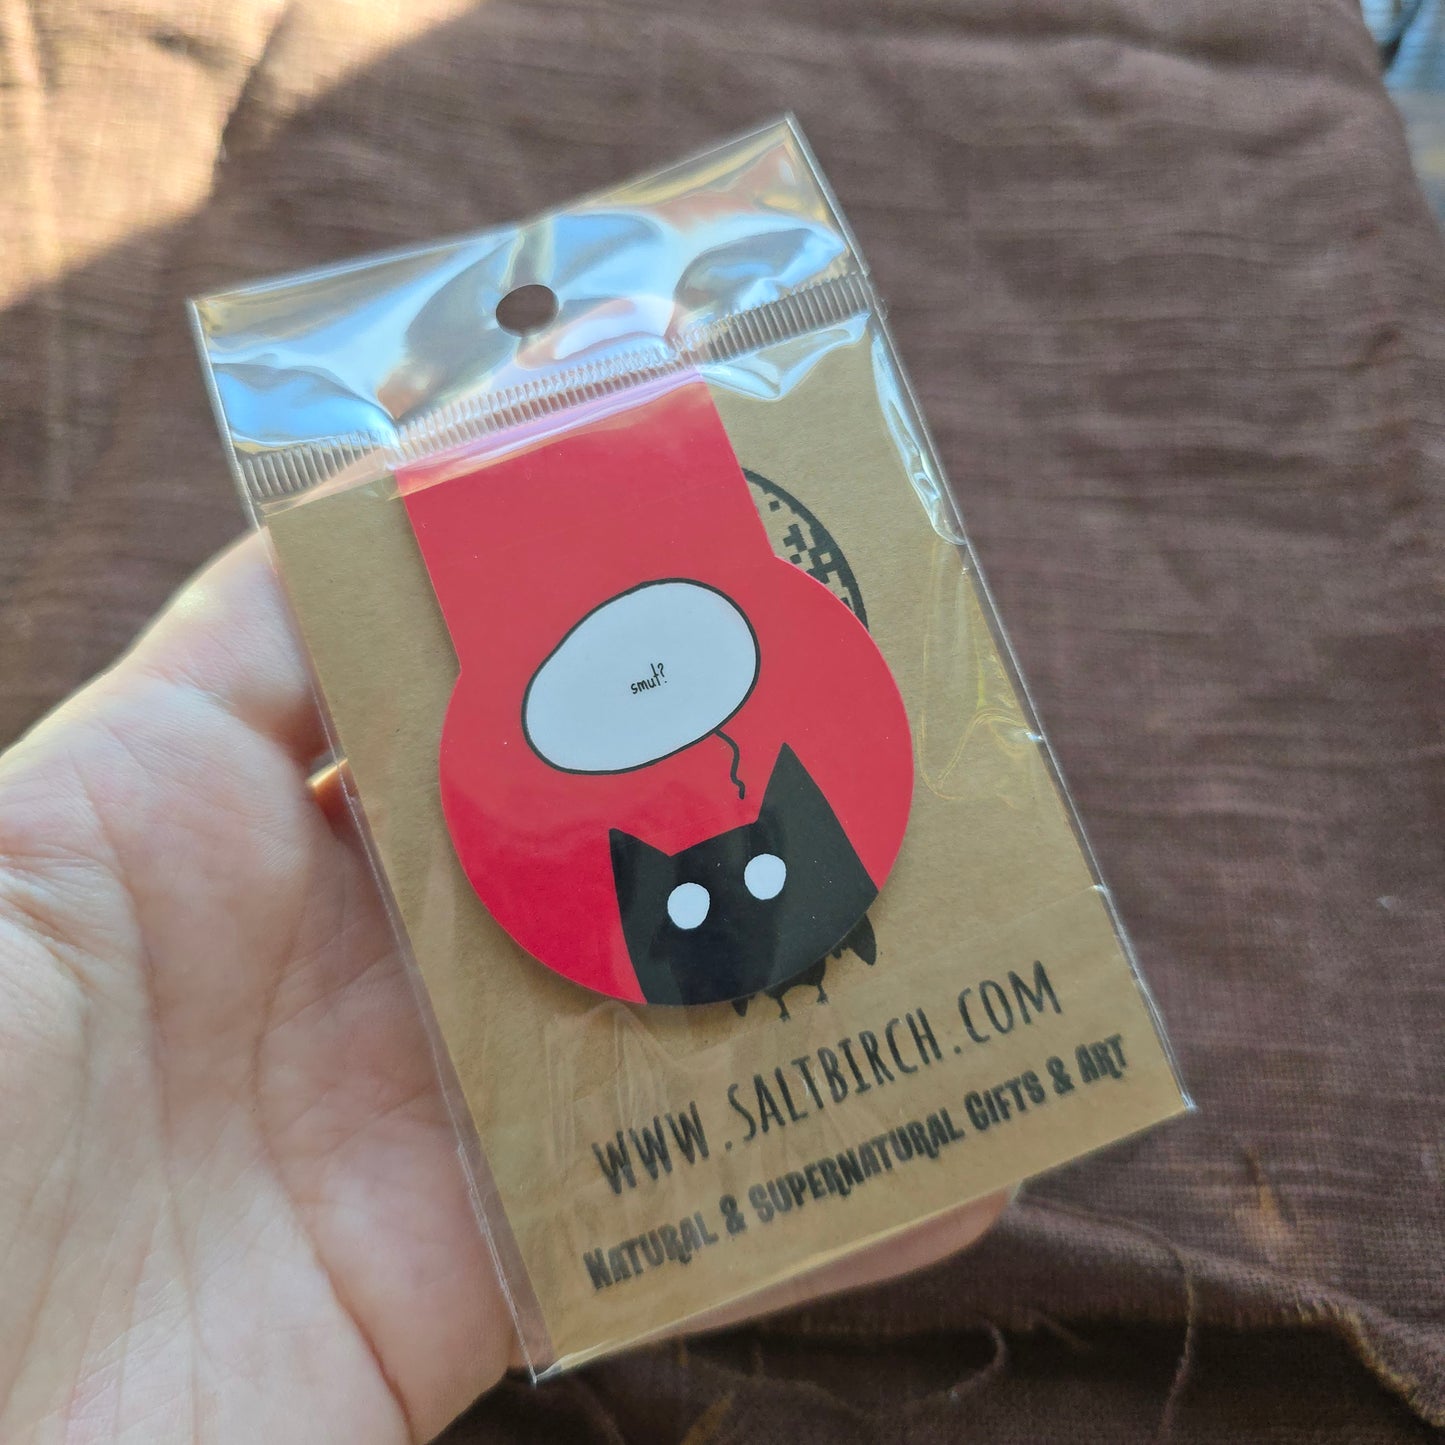 smut?
WWW.SALTBIRCH.COM
NATURAL & SUPERNATURAL GIFTS & ART